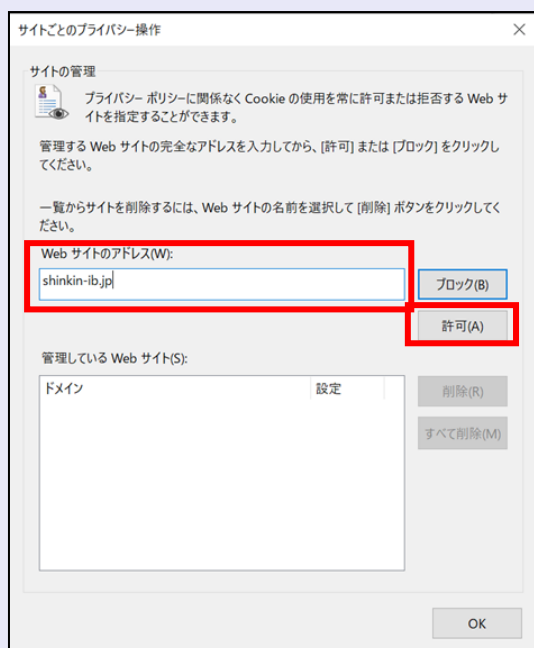 サイトごとのプライバシー操作
サイトの管理
プライバシー ポリシーに関係なく Cookie の使用を常に許可または拒否する Web サ
イトを指定することができます。
管理する Web サイトの完全なアドレスを入力してから、[許可] または [ブロック] をクリックし
てください。
一覧からサイトを削除するには、Web サイトの名前を選択して [削除] ボタンをクリックしてく
ださい。
Web サイトのアドレス(W):
shinkin-ib.jp
ブロック(B)
許可(A)
管理している Web サイト(S):
ドメイン 設定
削除(R)
すべて削除(M)
OK